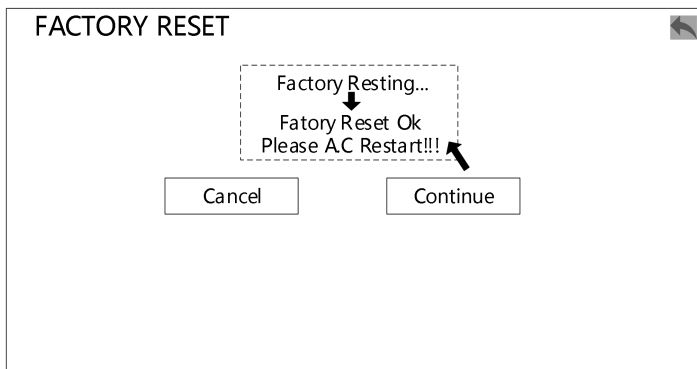 FACTORY RESET
Factory Resting...
Fatory Reset Ok
Please A.C Restart!!!
Cancel
Continue